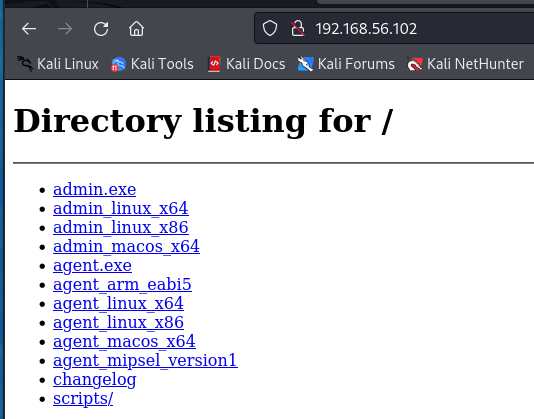 192.168.56.102
Kali Linux Kali Tools Kali Docs Kali Forums Kali NetHunter
Directory listing for /
admin.exe
admin_linux_x64
admin_linux_x86
admin_macos_x64
agent.exe
agent_arm_eabi5
agent_linux_x64
agent_linux_x86
agent_macos_x64
agent_mipsel_version1
changelog
scripts/